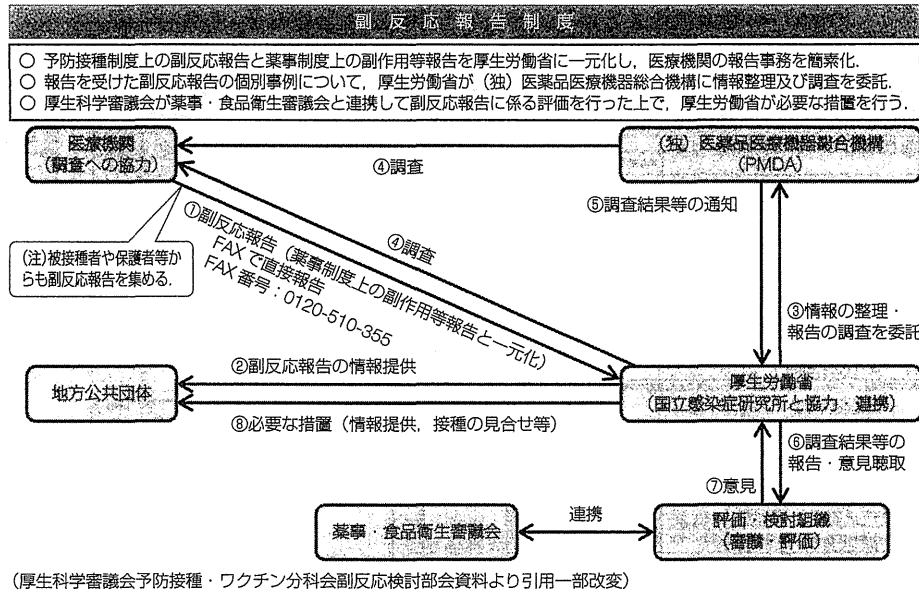 副反応報告制度
○ 予防接種制度上の副反応報告と薬事制度上の副作用等報告を厚生労働省に一元化し，医療機関の報告事務を簡素化．
○ 報告を受けた副反応報告の個別事例について，厚生労働省が（独）医薬品医療機器総合機構に情報整理及び調査を委託．
○ 厚生科学審議会が薬事・食品衛生審議会と連携して副反応報告に係る評価を行った上で，厚生労働省が必要な措置を行う．
医療機関
（調査への協力）
④調査
（独）医薬品医療機器総合機構
（PMDA）
⑤調査結果等の通知
④調査
①副反応報告（薬事制度上の副作用等報告と一元化）
FAXで直接報告
FAX番号：0120-510-355
（注）被接種者や保護者等か
らも副反応報告を集める．
③情報の整理・
報告の調査を委託
②副反応報告の情報提供
地方公共団体
厚生労働省
（国立感染症研究所と協力・連携）
⑧必要な措置（情報提供，接種の見合せ等）
⑥調査結果等の
報告・意見聴取
⑦意見
薬事・食品衛生審議会
連携
評価・検討組織
（審議・評価）
（厚生科学審議会予防接種・ワクチン分科会副反応検討部会資料より引用一部改変）